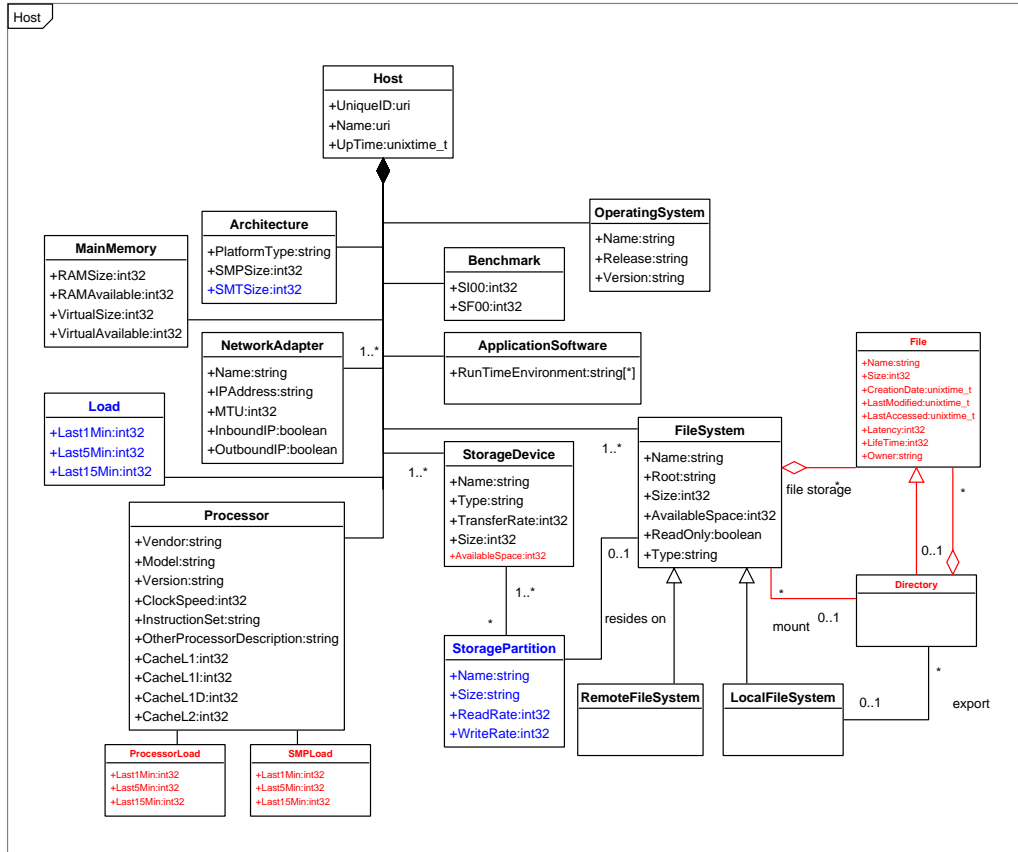 Host
Host
+UniqueID:uri
+Name:uri
+UpTime:unixtime_t
OperatingSystem
+Name:string
+Release:string
+Version:string
Architecture
+PlatformType:string
+SMPSize:int32
+SMTSize:int32
MainMemory
+RAMSize:int32
+RAMAvailable:int32
+VirtualSize:int32
+VirtualAvailable:int32
Benchmark
+SI00:int32
+SF00:int32
NetworkAdapter
+Name:string
+IPAddress:string
+MTU:int32
+InboundIP:boolean
+OutboundIP:boolean
1..*
ApplicationSoftware
+RunTimeEnvironment:string[*]
File
+Name:string
+Size:int32
+CreationDate:unixtime_t
+LastModified:unixtime_t
+LastAccessed:unixtime_t
+Latency:int32
+LifeTime:int32
+Owner:string
Load
+Last1Min:int32
+Last5Min:int32
+Last15Min:int32
1..*
StorageDevice
+Name:string
+Type:string
+TransferRate:int32
+Size:int32
+AvailableSpace:int32
1..*
FileSystem
+Name:string
+Root:string
+Size:int32
+AvailableSpace:int32
+ReadOnly:boolean
+Type:string
file storage
*
*
0..1
Processor
+Vendor:string
+Model:string
+Version:string
+ClockSpeed:int32
+InstructionSet:string
+OtherProcessorDescription:string
+CacheL1:int32
+CacheL1I:int32
+CacheL1D:int32
+CacheL2:int32
0..1
Directory
1..*
*
resides on
*
mount
0..1
StoragePartition
+Name:string
+Size:string
+ReadRate:int32
+WriteRate:int32
RemoteFileSystem
LocalFileSystem
0..1
*
export
ProcessorLoad
+Last1Min:int32
+Last5Min:int32
+Last15Min:int32
SMPLoad
+Last1Min:int32
+Last5Min:int32
+Last15Min:int32